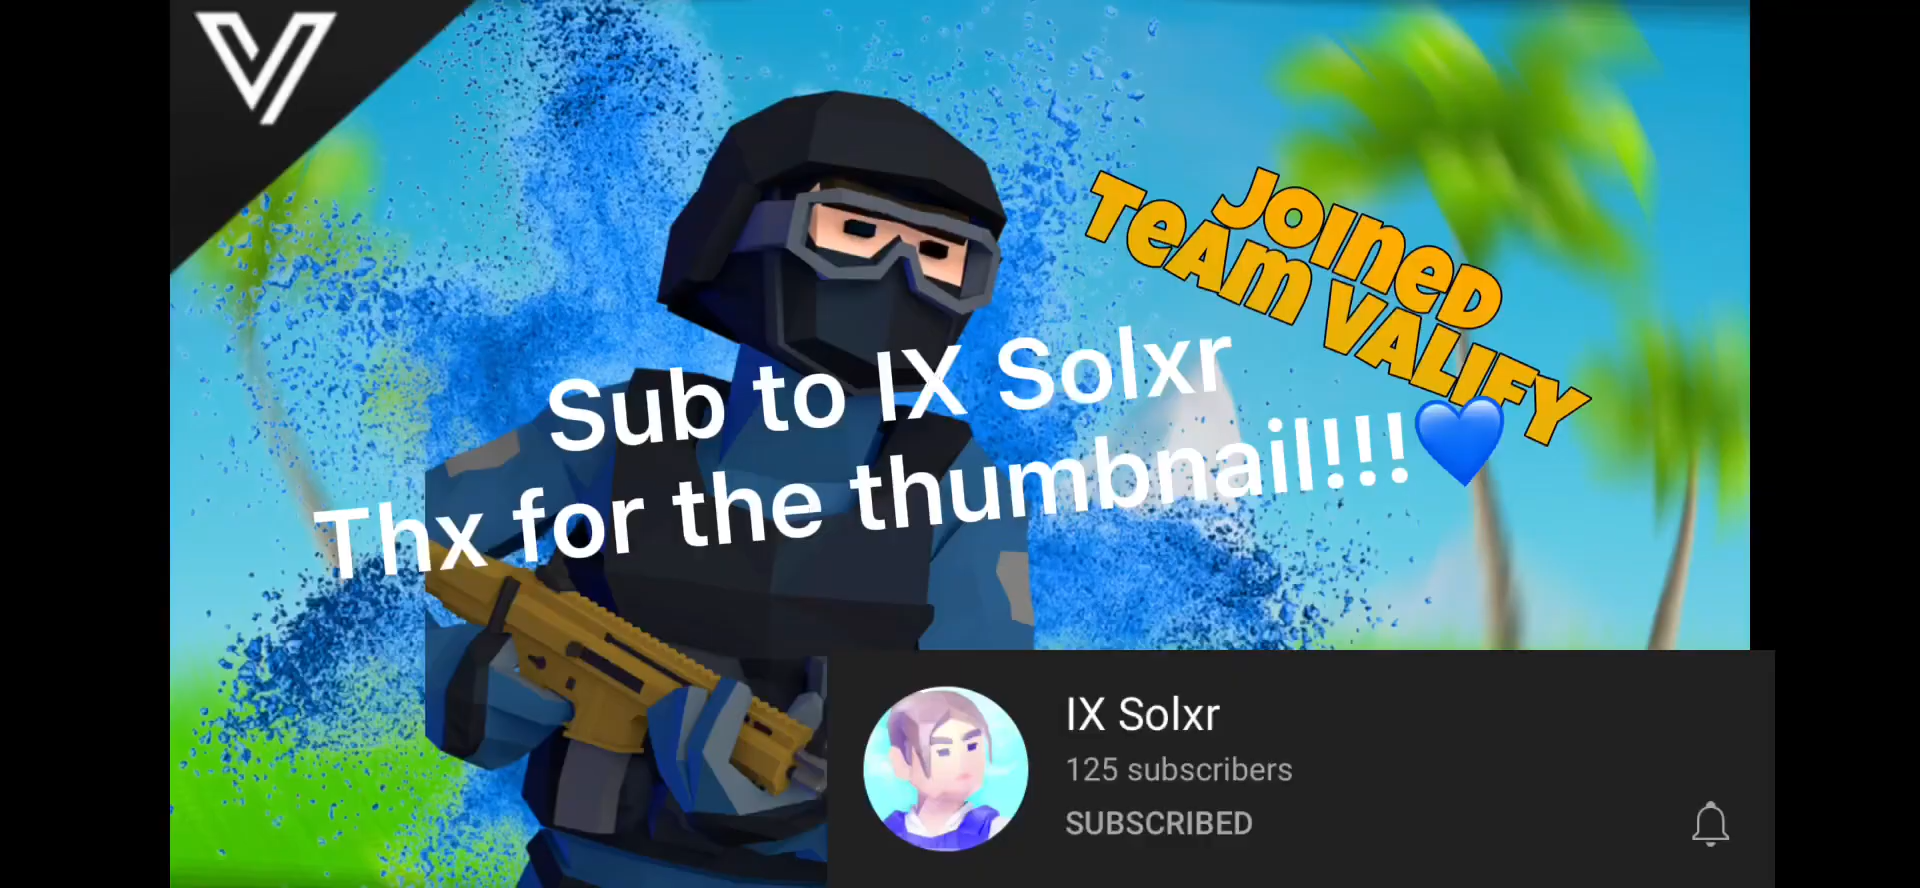 JOINED
TEAM VALIFY
Sub to IX Solxr
Thx for the thumbnail!!!💙
IX Solxr
125 subscribers
SUBSCRIBED